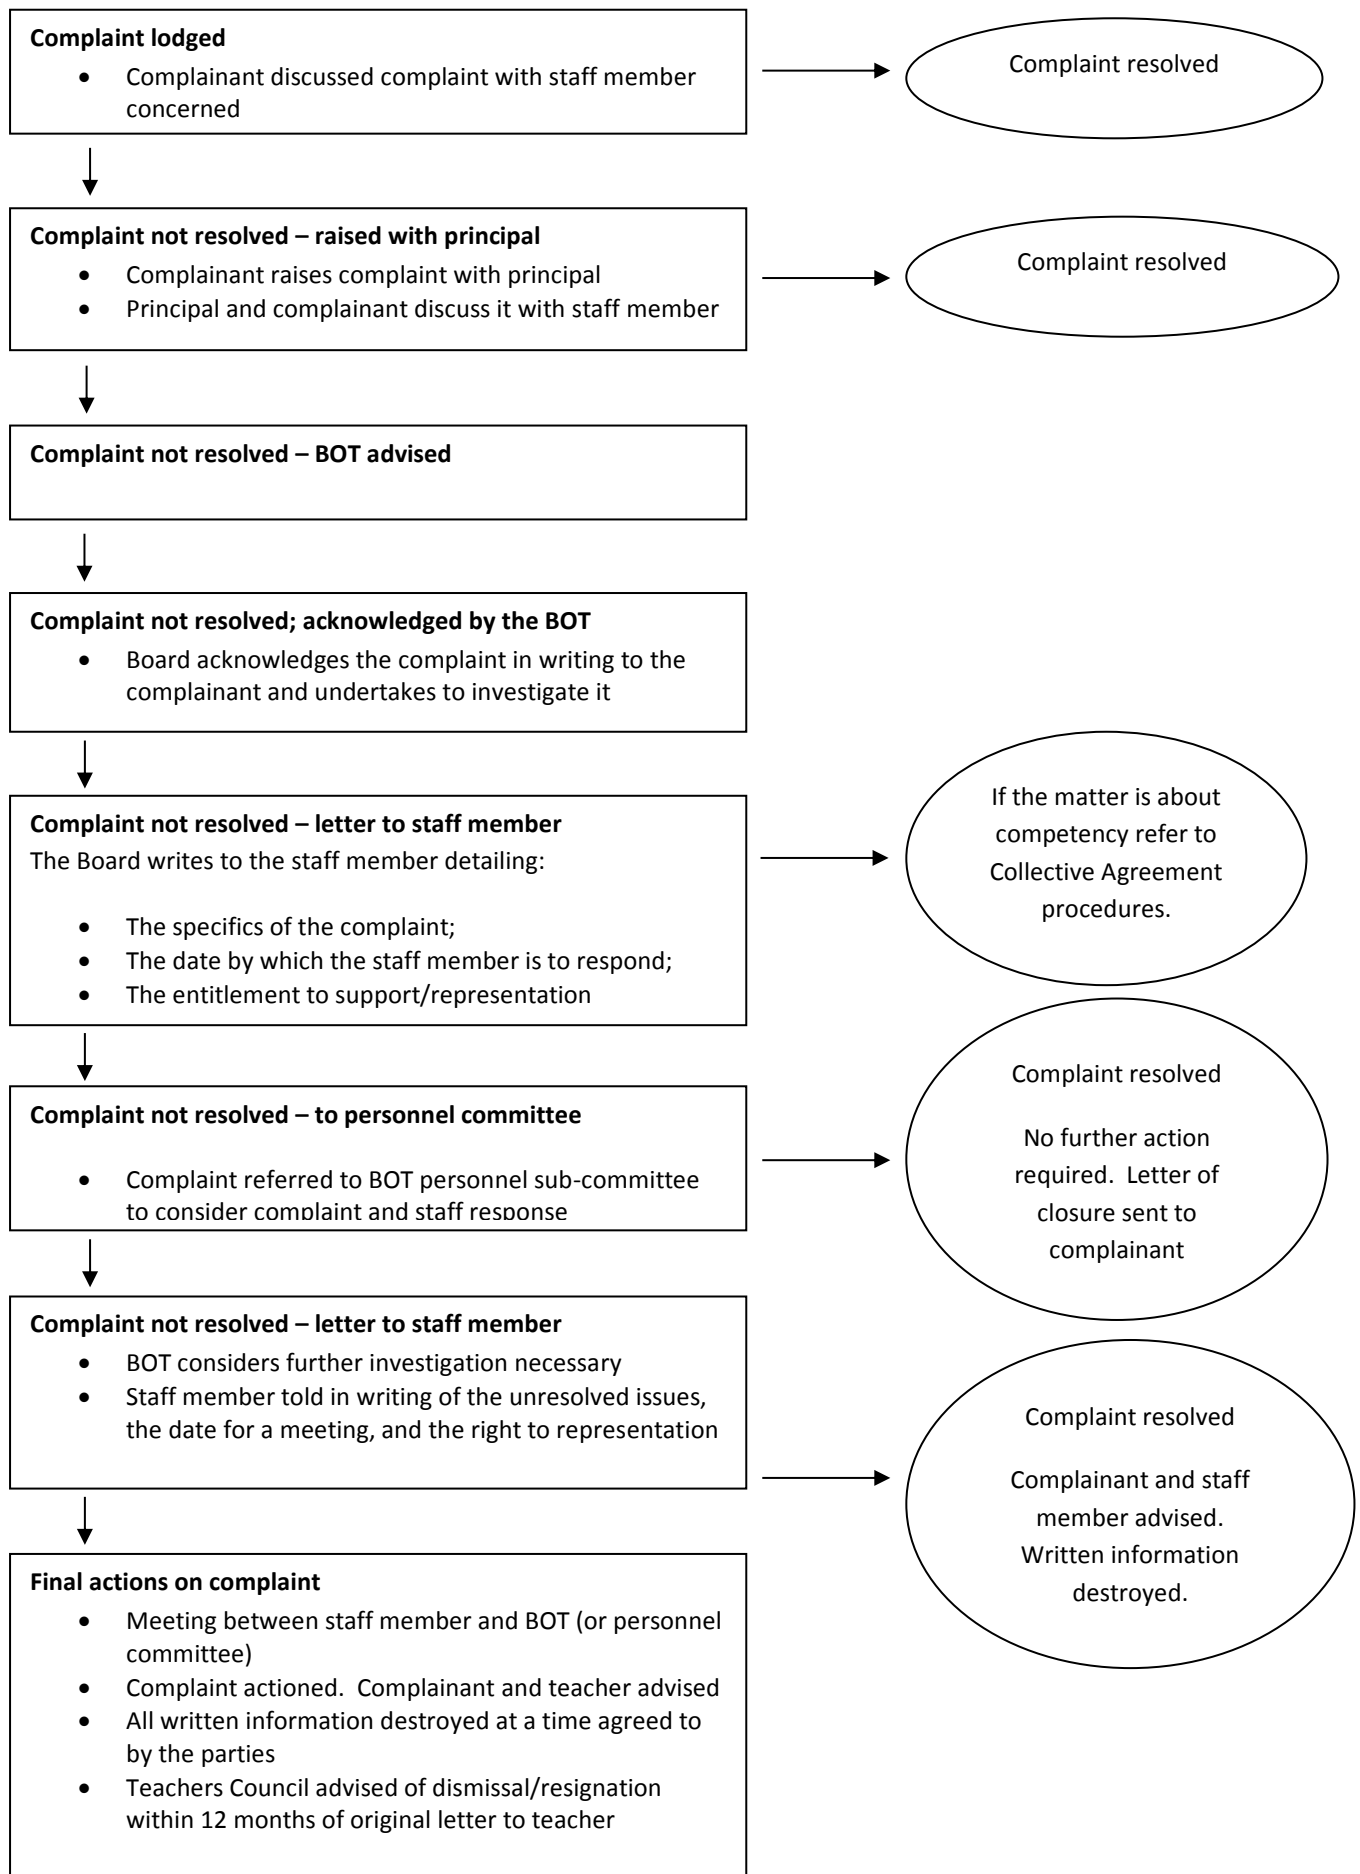 Complaint lodged
• Complainant discussed complaint with staff member
concerned
Complaint resolved
Complaint not resolved – raised with principal
• Complainant raises complaint with principal
• Principal and complainant discuss it with staff member
Complaint resolved
Complaint not resolved – BOT advised
Complaint not resolved; acknowledged by the BOT
• Board acknowledges the complaint in writing to the
complainant and undertakes to investigate it
Complaint not resolved – letter to staff member
The Board writes to the staff member detailing:
• The specifics of the complaint;
• The date by which the staff member is to respond;
• The entitlement to support/representation
If the matter is about
competency refer to
Collective Agreement
procedures.
Complaint not resolved – to personnel committee
• Complaint referred to BOT personnel sub-committee
to consider complaint and staff response
Complaint resolved
No further action
required.  Letter of
closure sent to
complainant
Complaint not resolved – letter to staff member
• BOT considers further investigation necessary
• Staff member told in writing of the unresolved issues,
the date for a meeting, and the right to representation
Complaint resolved
Complainant and staff
member advised.
Written information
destroyed.
Final actions on complaint
• Meeting between staff member and BOT (or personnel
committee)
• Complaint actioned.  Complainant and teacher advised
• All written information destroyed at a time agreed to
by the parties
• Teachers Council advised of dismissal/resignation
within 12 months of original letter to teacher